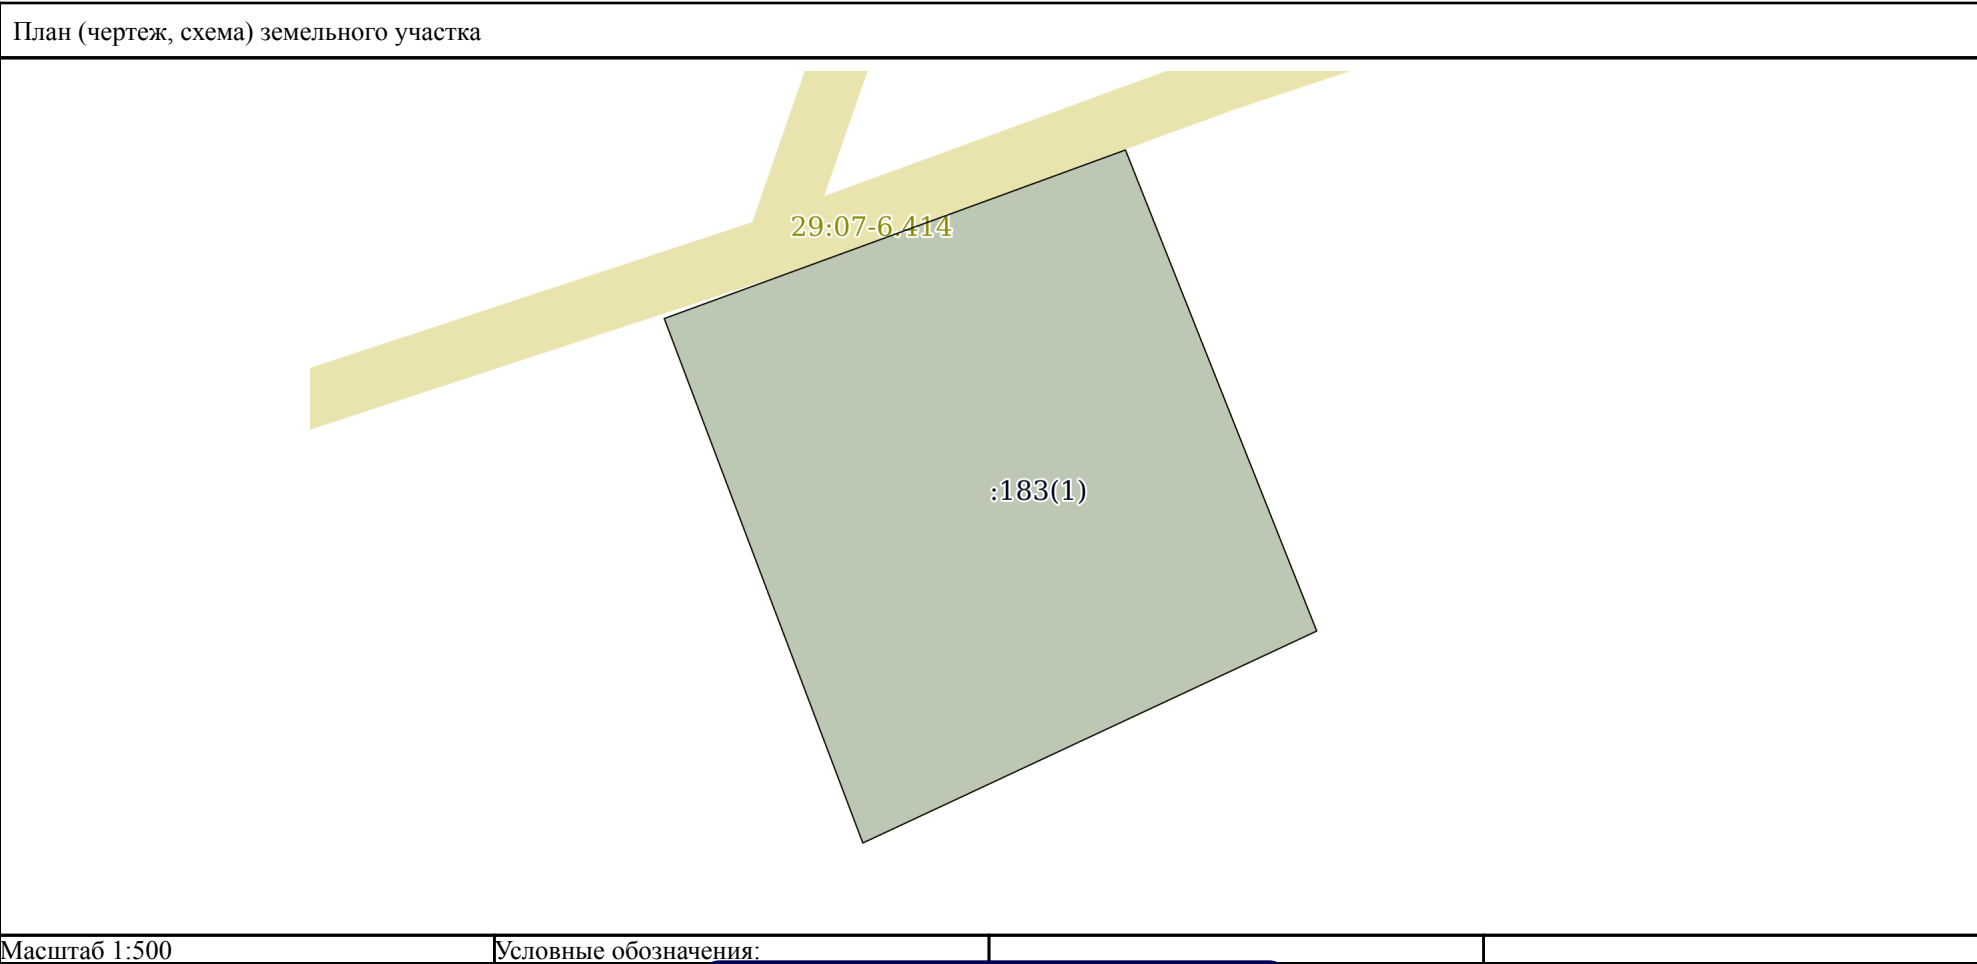 План (чертеж, схема) земельного участка
29:07-6.414
:183(1)
Масштаб 1:500
Условные обозначения: